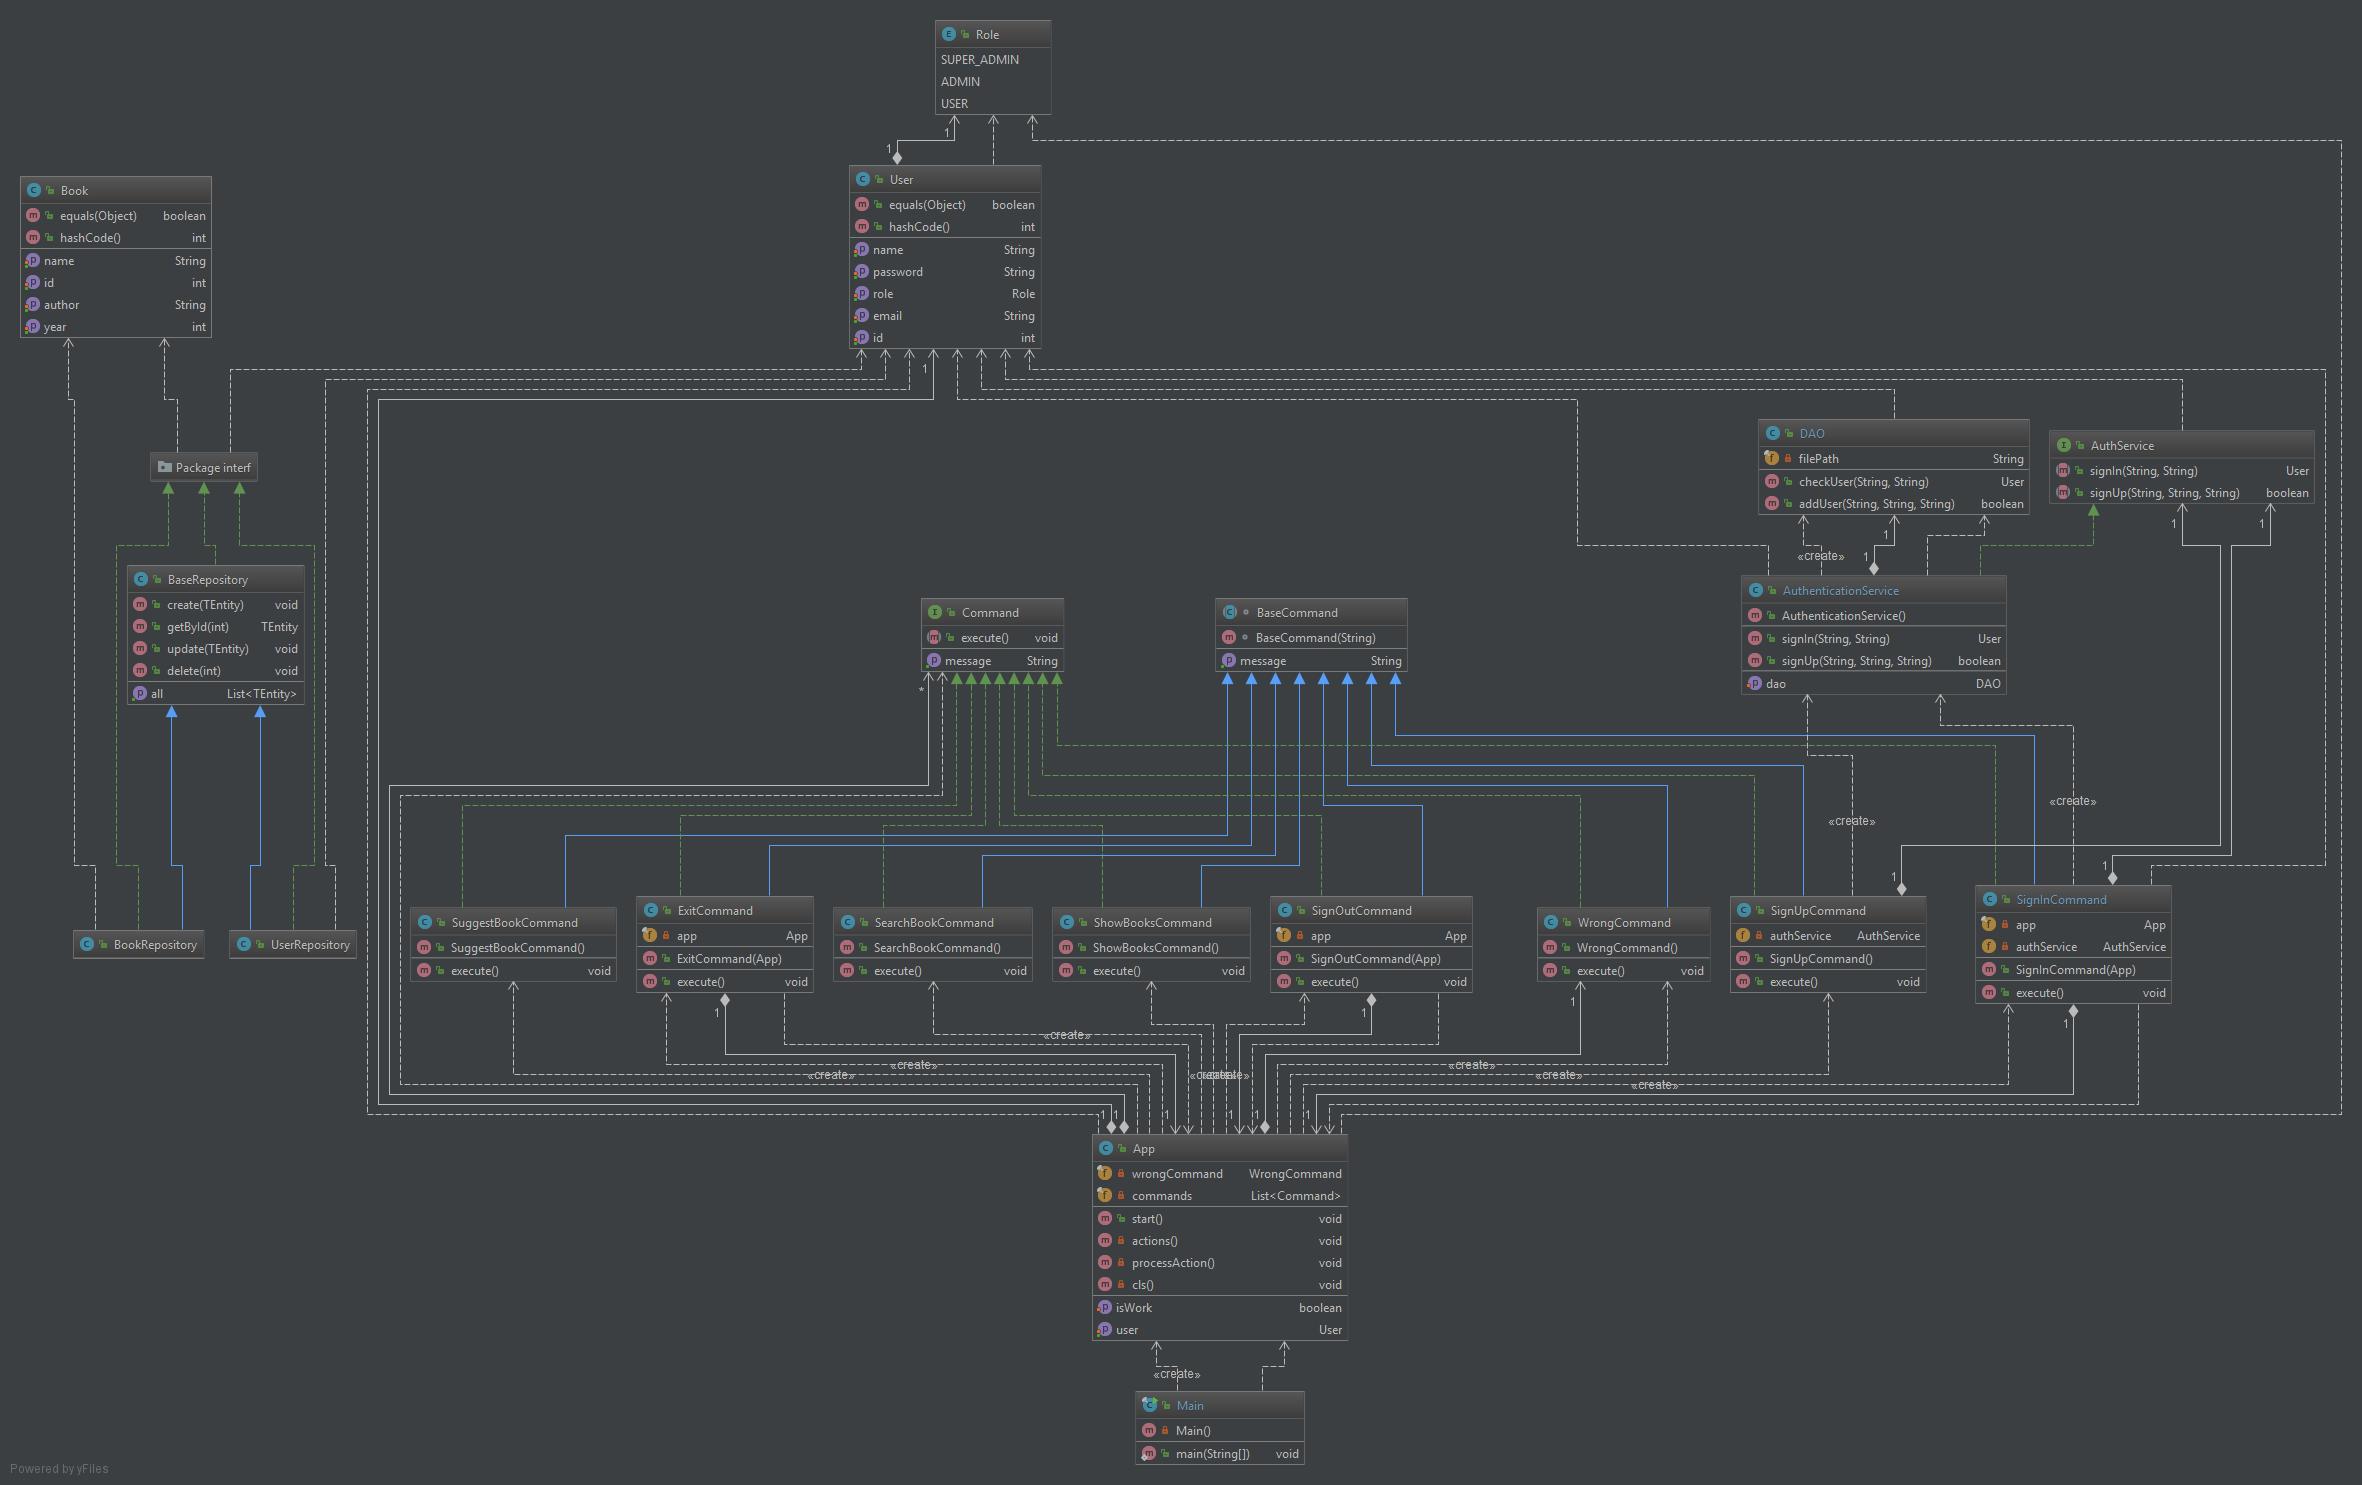 Role
SUPER_ADMIN
ADMIN
USER
1
1
User
equals(Object) boolean
hashCode() int
name String
password String
role Role
email String
id int
1
Book
equals(Object) boolean
hashCode() int
name String
id int
author String
year int
Package interf
BaseRepository
create(TEntity) void
getById(int) TEntity
update(TEntity) void
delete(int) void
all List<TEntity>
BookRepository
UserRepository
DAO
filePath String
checkUser(String, String) User
addUser(String, String, String) boolean
AuthService
signIn(String, String) User
signUp(String, String, String) boolean
1
1
1
1
«create»
AuthenticationService
AuthenticationService()
signIn(String, String) User
signUp(String, String, String) boolean
dao DAO
Command
execute() void
message String
*
BaseCommand
BaseCommand(String)
message String
«create»
«create»
1
1
SuggestBookCommand
SuggestBookCommand()
execute() void
ExitCommand
app App
ExitCommand(App)
execute() void
SearchBookCommand
SearchBookCommand()
execute() void
ShowBooksCommand
ShowBooksCommand()
execute() void
SignOutCommand
app App
SignOutCommand(App)
execute() void
WrongCommand
WrongCommand()
execute() void
SignUpCommand
authService AuthService
SignUpCommand()
execute() void
SignInCommand
app App
authService AuthService
SignInCommand(App)
execute() void
1
1
1
1
«create»
«create»
«create»
«create»
«create»
«create»
1
1
1
1
1
1
App
wrongCommand WrongCommand
commands List<Command>
start() void
actions() void
processAction() void
cls() void
isWork boolean
user User
«create»
Main
Main()
main(String[]) void
Powered by yFiles